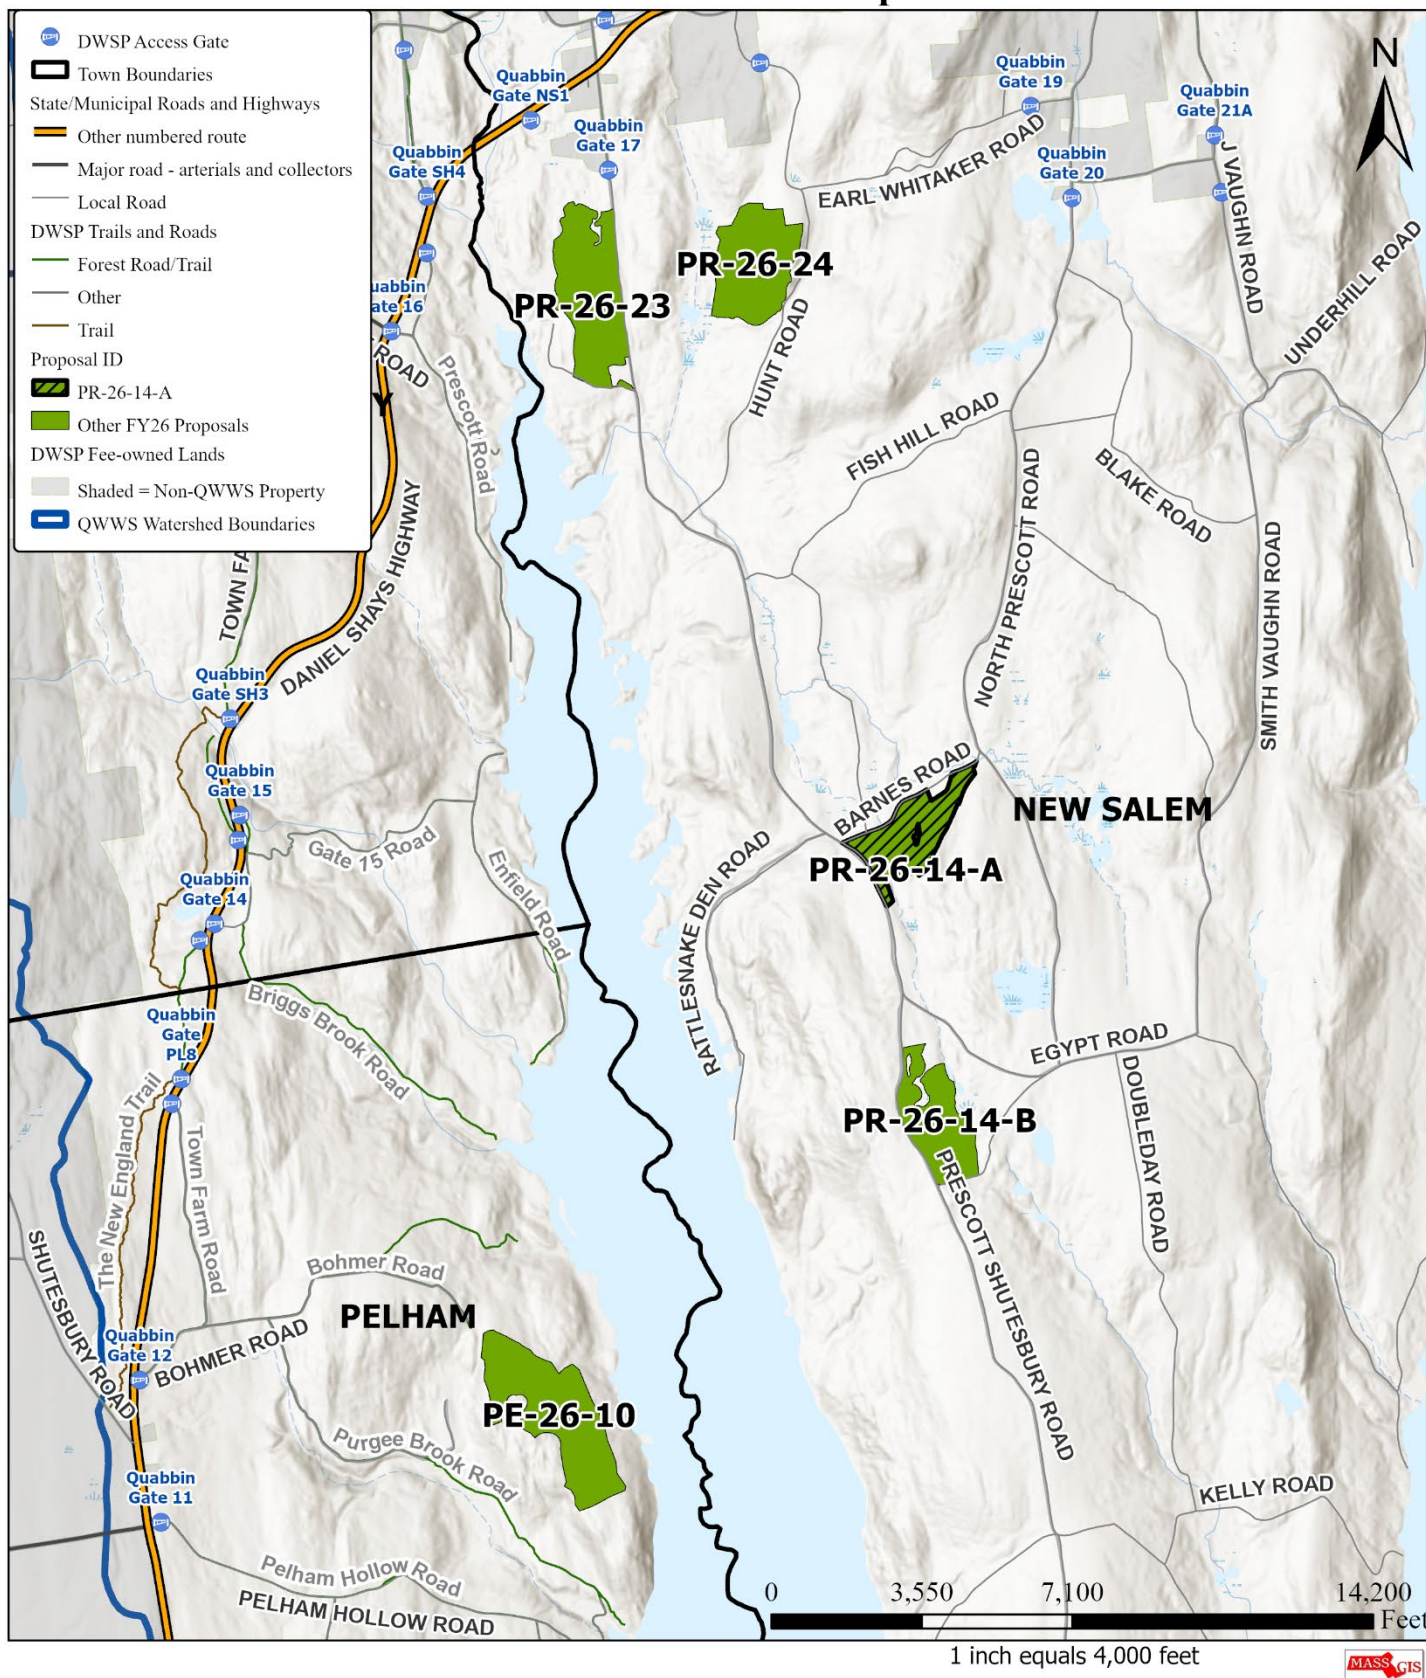 DWSP Access Gate
Town Boundaries
State/Municipal Roads and Highways
Other numbered route
Major road - arterials and collectors
Local Road
DWSP Trails and Roads
Forest Road/Trail
Other
Trail
Proposal ID
PR-26-14-A
Other FY26 Proposals
DWSP Fee-owned Lands
Shaded = Non-QWWS Property
QWWS Watershed Boundaries
N
Quabbin
Gate NS1
Quabbin
Gate 17
Quabbin
Gate 19
Quabbin
Gate 21A
Quabbin
Gate SH4
Quabbin
Gate 20
EARL WHITAKER ROAD
J VAUGHN ROAD
UNDERHILL ROAD
PR-26-24
PR-26-23
uabbin
ate 16
ROAD
Y
Prescott Road
HUNT ROAD
FISH HILL ROAD
BLAKE ROAD
NORTH PRESCOTT ROAD
SMITH VAUGHN ROAD
TOWN FA
DANIEL SHAYS HIGHWAY
Quabbin
Gate SH3
Quabbin
Gate 15
Gate 15 Road
Enfield Road
BARNES ROAD
NEW SALEM
PR-26-14-A
RATTLESNAKE DEN ROAD
Quabbin
Gate 14
Briggs Brook Road
Quabbin
Gate
PL8
EGYPT ROAD
DOUBLEDAY ROAD
PR-26-14-B
PRESCOTT SHUTESBURY ROAD
The New England Trail
Town Farm Road
SHUTESBURY ROAD
Bohmer Road
PELHAM
Quabbin
Gate 12
BOHMER ROAD
PE-26-10
Purgee Brook Road
Quabbin
Gate 11
KELLY ROAD
Pelham Hollow Road
PELHAM HOLLOW ROAD
0 3,550 7,100 14,200
Feet
1 inch equals 4,000 feet
MASS GIS